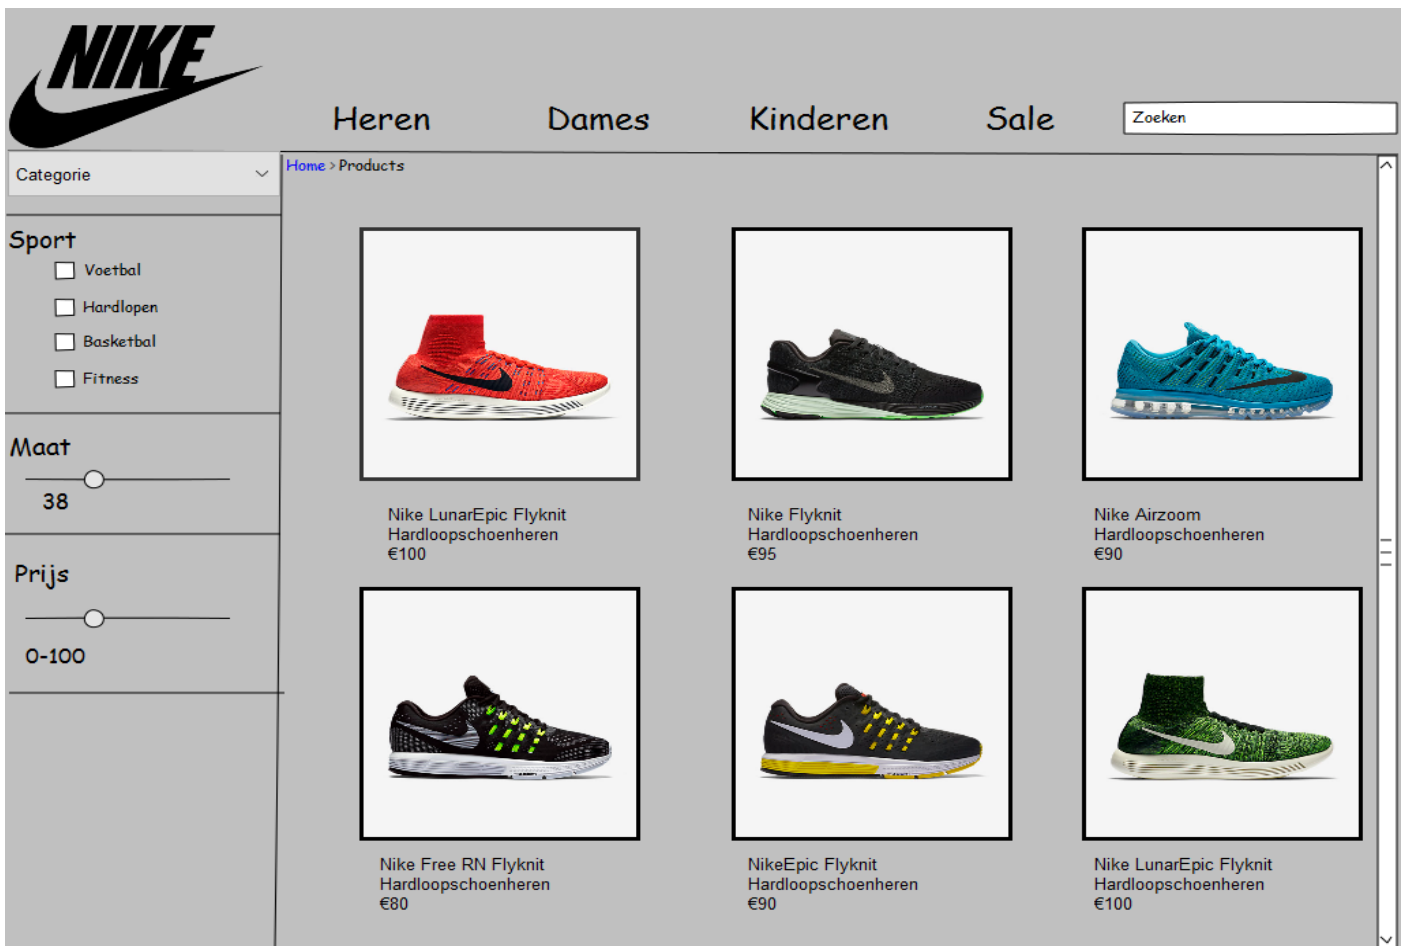 NIKE
Heren
Dames
Kinderen
Sale
Zoeken
Categorie
Home > Products
Sport
Voetbal
Hardlopen
Basketbal
Fitness
Maat
38
Prijs
0-100
Nike LunarEpic Flyknit
Hardloopschoenheren
€100
Nike Flyknit
Hardloopschoenheren
€95
Nike Airzoom
Hardloopschoenheren
€90
Nike Free RN Flyknit
Hardloopschoenheren
€80
NikeEpic Flyknit
Hardloopschoenheren
€90
Nike LunarEpic Flyknit
Hardloopschoenheren
€100